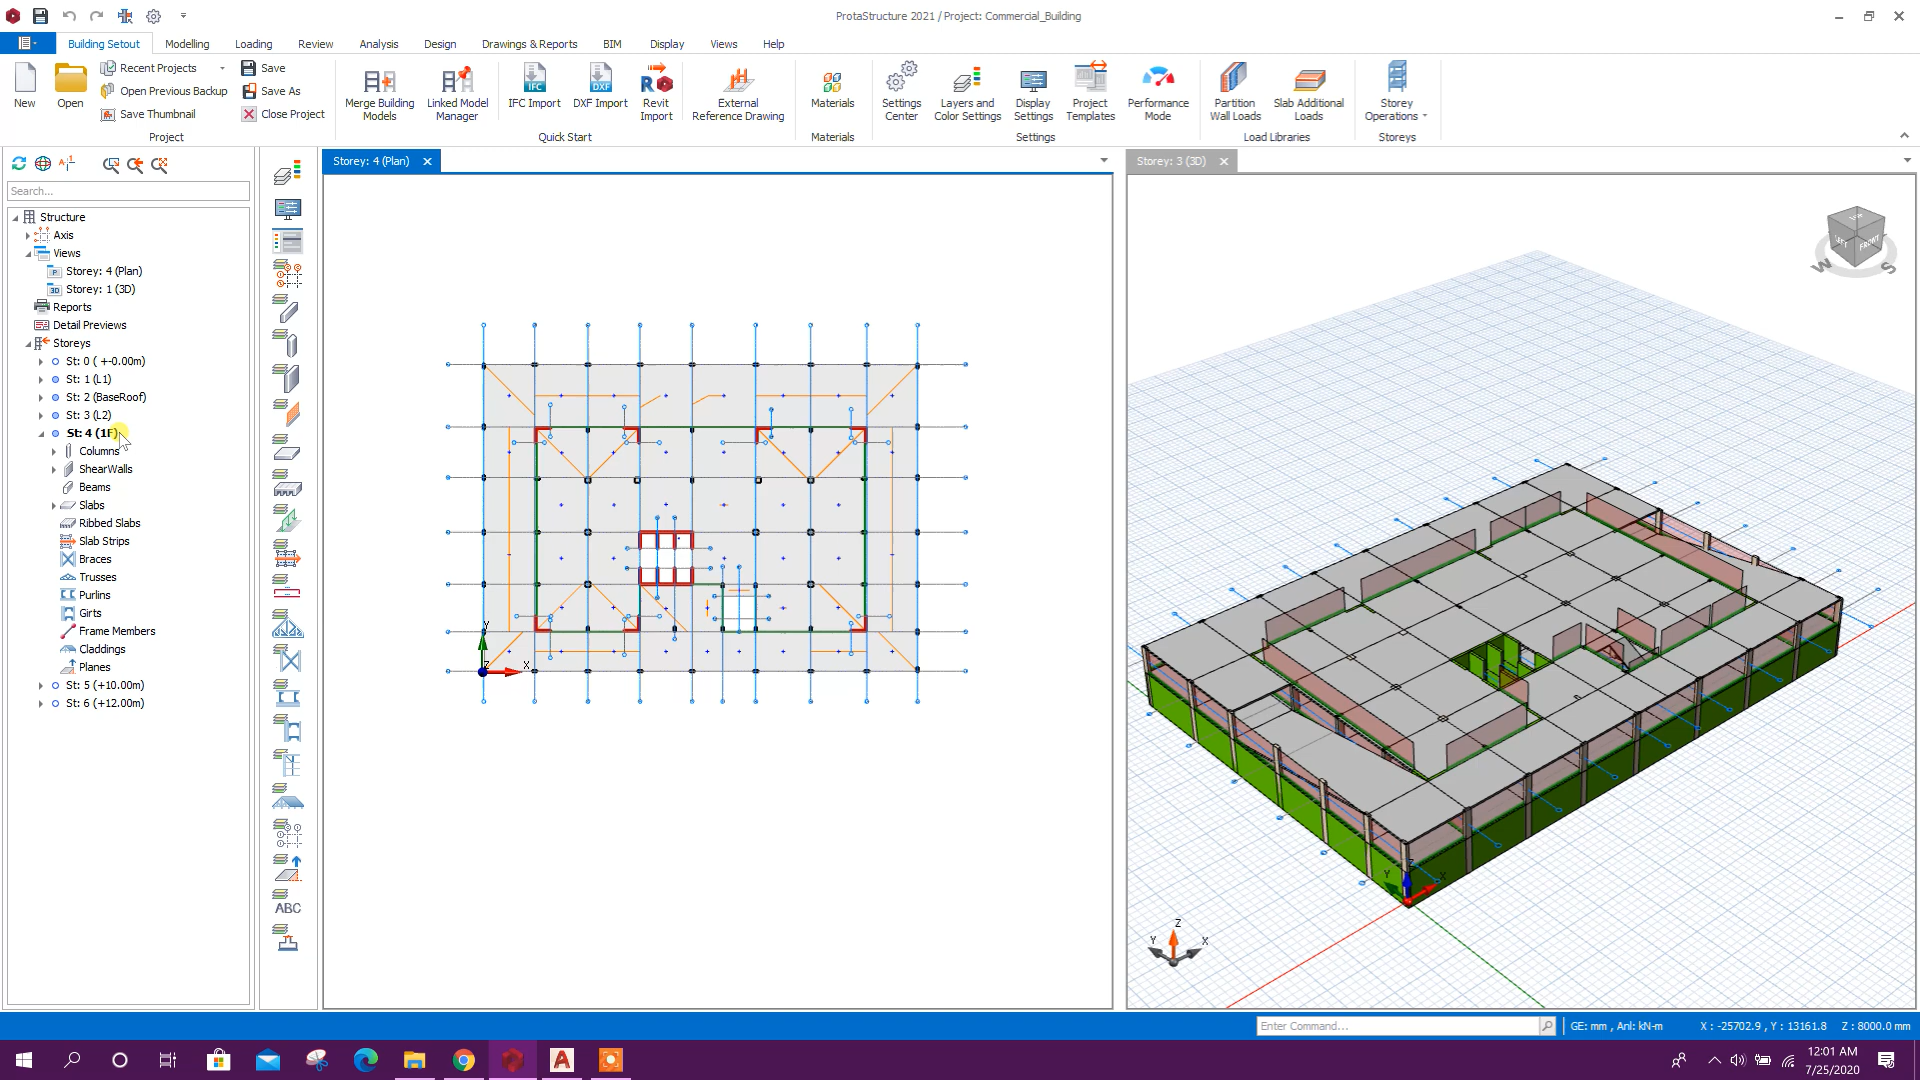 ProtaStructure 2021 / Project: Commercial_Building
Building Setout Modelling Loading Review Analysis Design Drawings & Reports BIM Display Views Help
New
Open
Recent Projects
Open Previous Backup
Save Thumbnail
Save
Save As
Close Project
Project
Merge Building
Models
Linked Model
Manager
IFC
IFC Import
DXF
DXF Import
R
Revit
Import
External
Reference Drawing
Quick Start
Materials
Materials
Settings
Center
Layers and
Color Settings
Display
Settings
Project
Templates
Performance
Mode
Settings
Partition
Wall Loads
Slab Additional
Loads
Load Libraries
Storey
Operations
Storeys
Search...
Structure
Axis
Views
Storey: 4 (Plan)
Storey: 1 (3D)
Reports
Detail Previews
Storeys
St: 0 ( +-0.00m)
St: 1 (L1)
St: 2 (BaseRoof)
St: 3 (L2)
St: 4 (1F)
Columns
ShearWalls
Beams
Slabs
Ribbed Slabs
Slab Strips
Braces
Trusses
Purlins
Girts
Frame Members
Claddings
Planes
St: 5 (+10.00m)
St: 6 (+12.00m)
ABC
Storey: 4 (Plan)
Y
Z
X
Storey: 3 (3D)
TOP
LEFT
FRONT
W
S
Z
Y
X
Z
Y
X
Enter Command...
GE: mm , Anl: kN-m
X : -25702.9 , Y : 13161.8 Z : 8000.0 mm
12:01 AM
7/25/2020